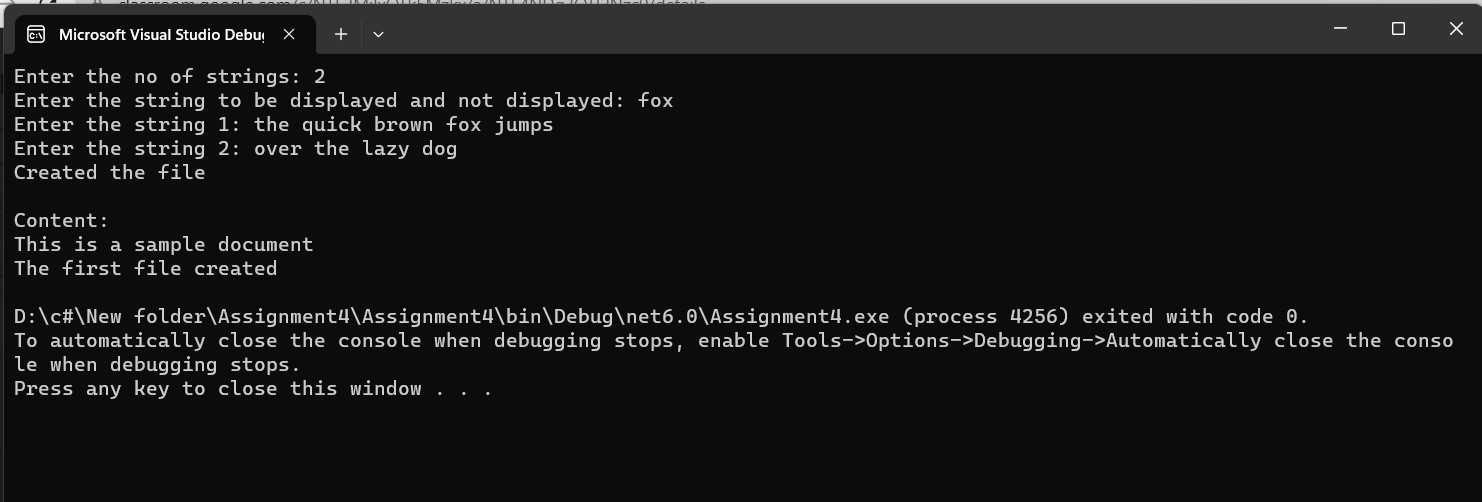 Microsoft Visual Studio Debu
Enter the no of strings: 2
Enter the string to be displayed and not displayed: fox
Enter the string 1: the quick brown fox jumps
Enter the string 2: over the lazy dog
Created the file
Content:
This is a sample document
The first file created
D:\c#\New folder\Assignment4\Assignment4\bin\Debug\net6.0\Assignment4.exe (process 4256) exited with code 0.
To automatically close the console when debugging stops, enable Tools->Options->Debugging->Automatically close the conso
le when debugging stops.
Press any key to close this window . . .